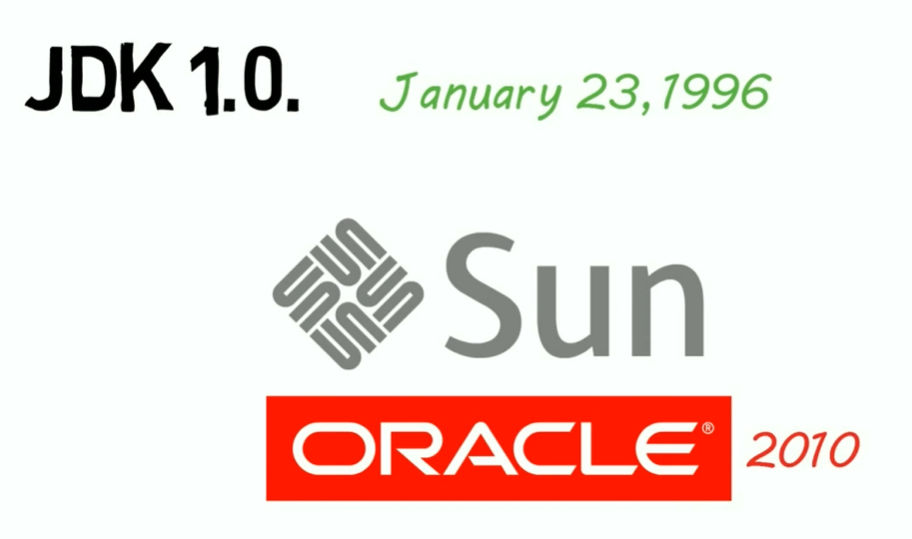 JDK 1.0. January 23, 1996
Sun
ORACLE® 2010